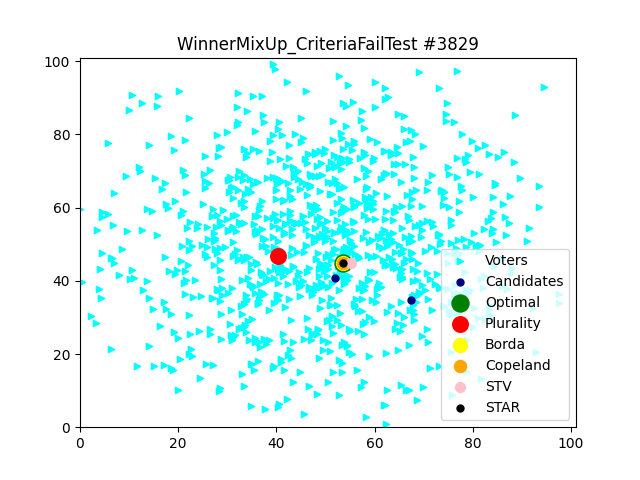 WinnerMixUp_CriteriaFailTest #3829
100
80
60
40
20
0
0
20
40
60
80
100
Voters
Candidates
Optimal
Plurality
Borda
Copeland
STV
STAR